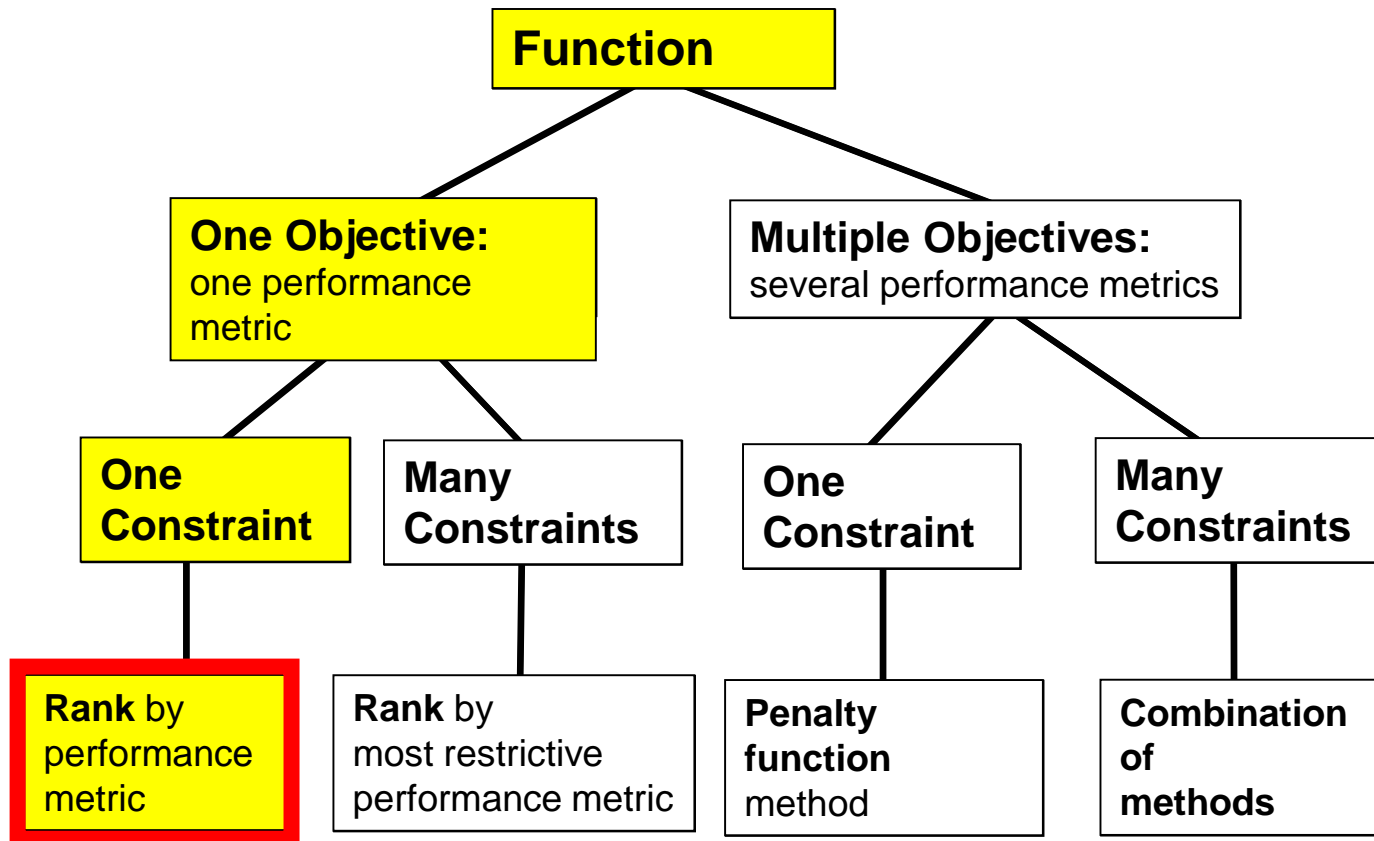 Function
One Objective:
one performance
metric
Multiple Objectives:
several performance metrics
One
Constraint
Many
Constraints
One
Constraint
Many
Constraints
Rank by
performance
metric
Rank by
most restrictive
performance metric
Penalty
function
method
Combination
of
methods